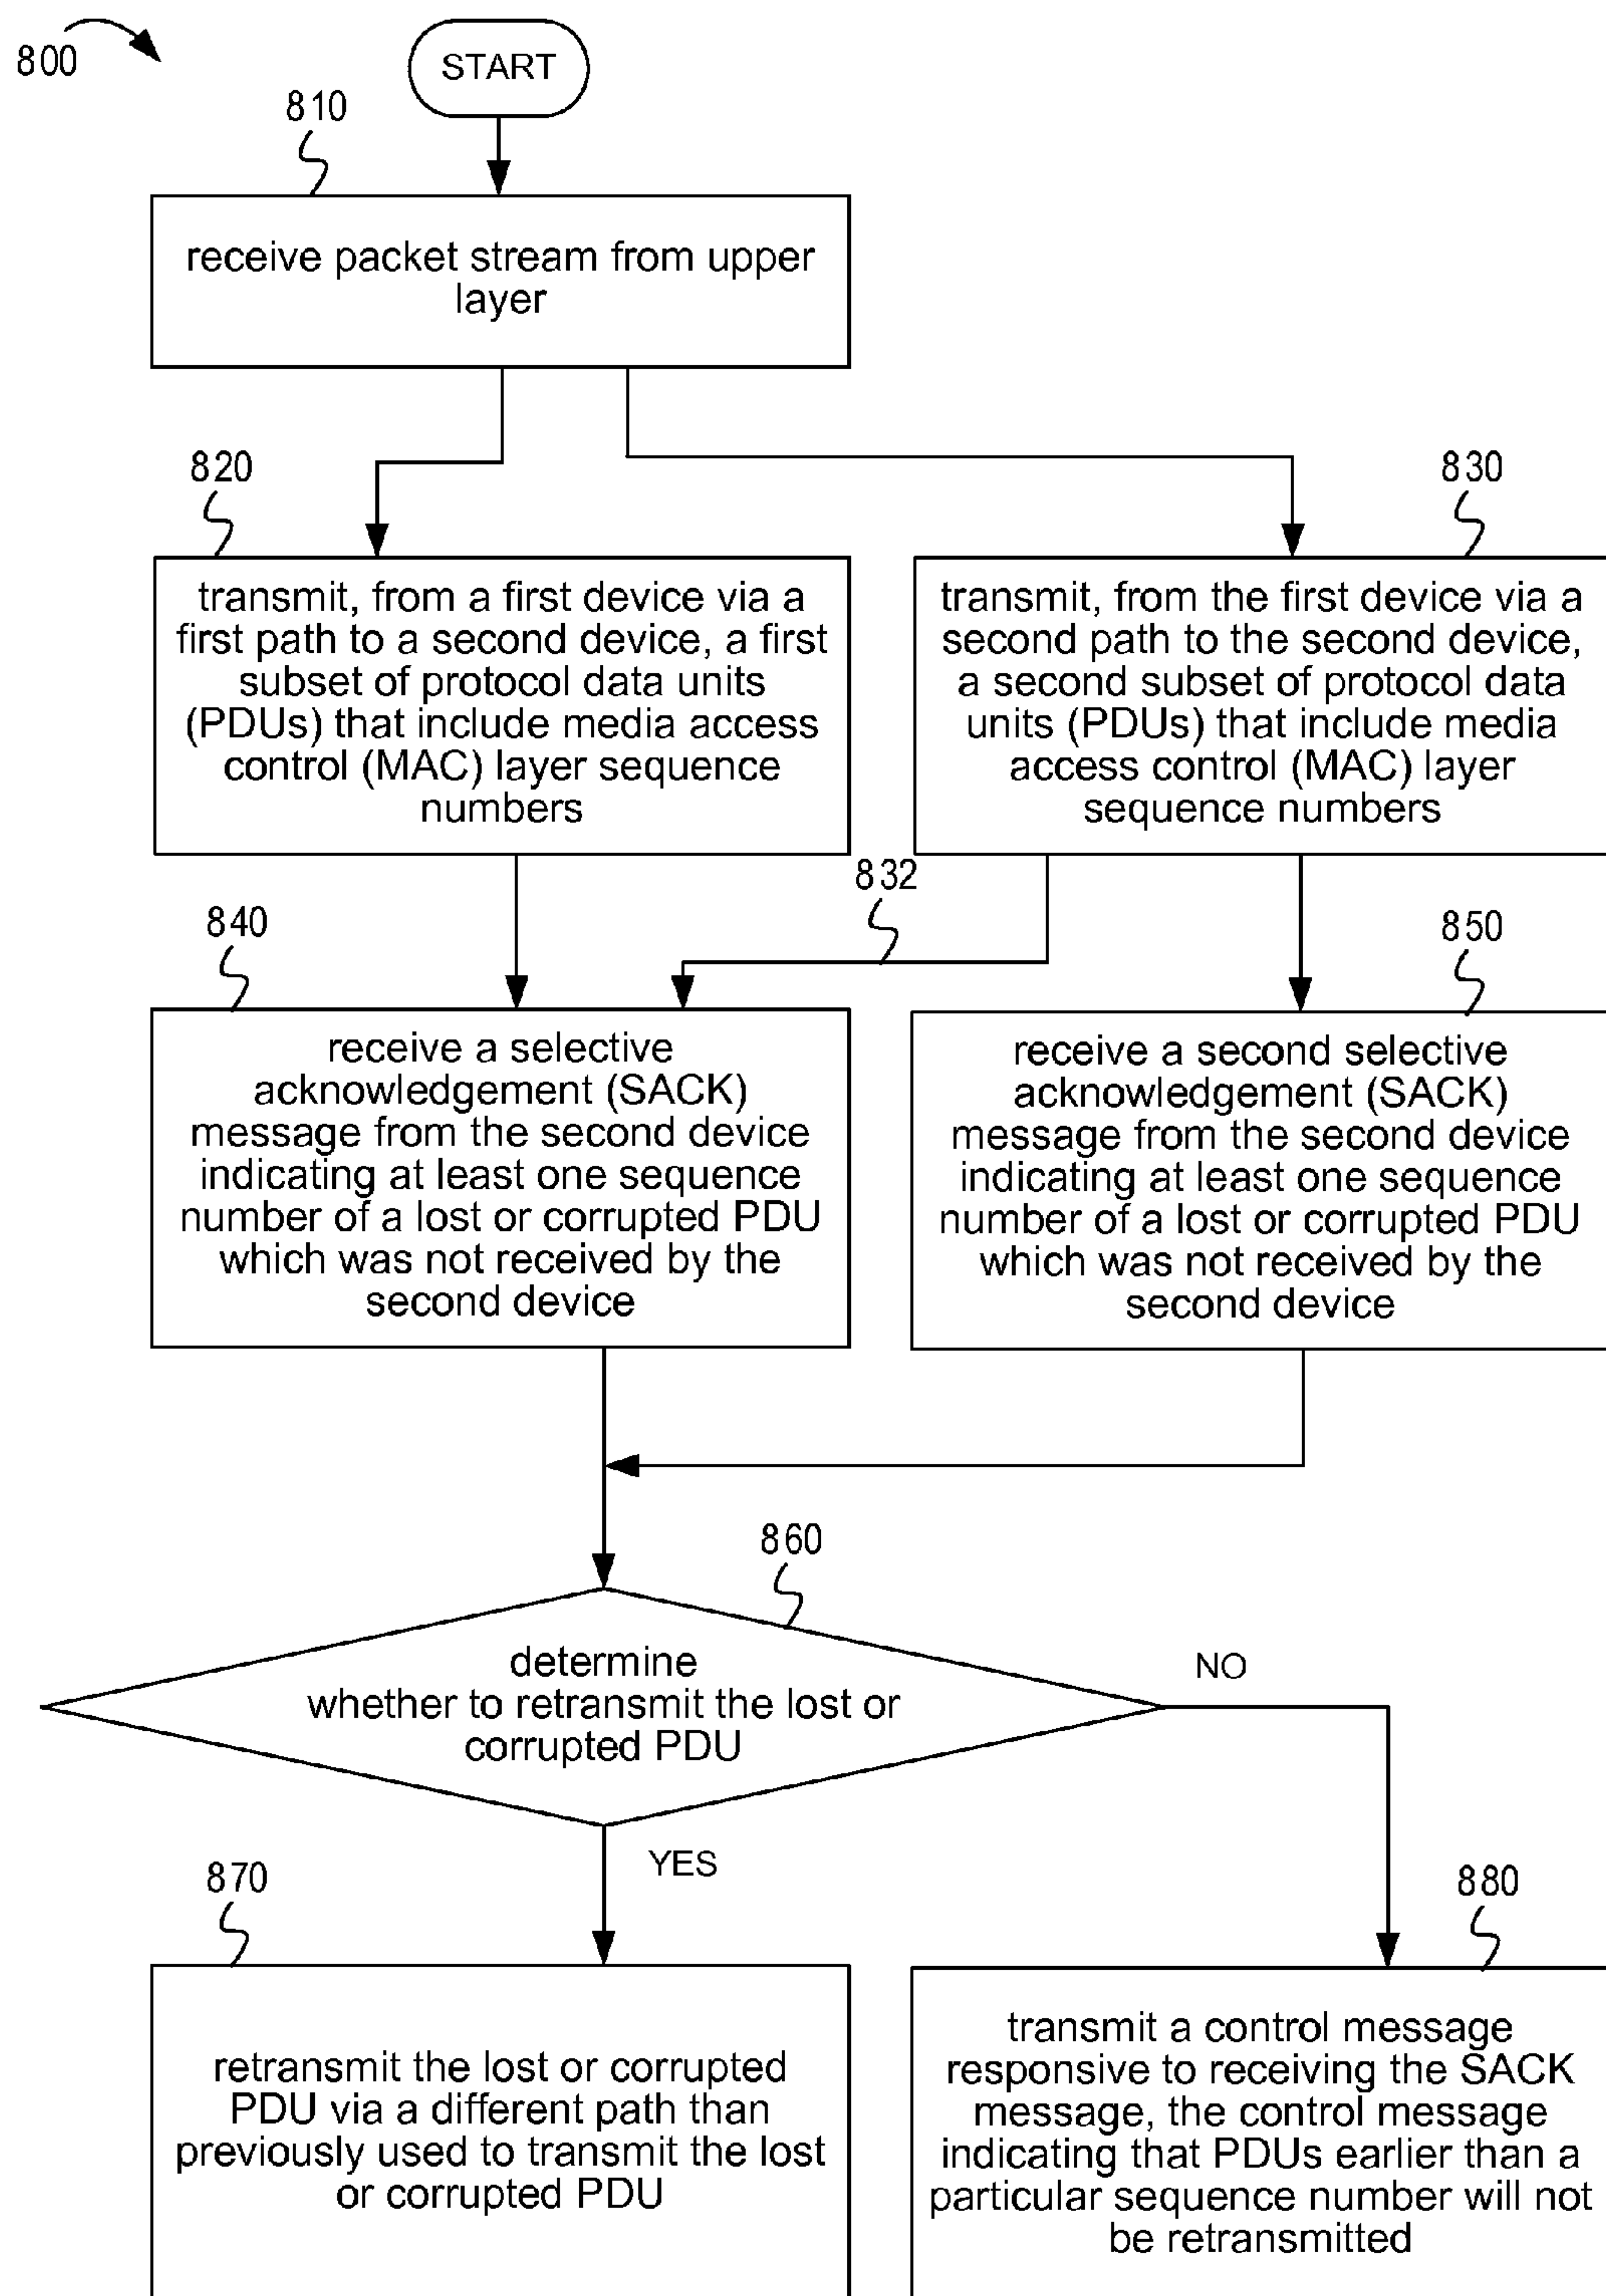 800
START
810
receive packet stream from upper
layer
820
transmit, from a first device via a
first path to a second device, a first
subset of protocol data units
(PDUs) that include media access
control (MAC) layer sequence
numbers
830
transmit, from the first device via a
second path to the second device,
a second subset of protocol data
units (PDUs) that include media
access control (MAC) layer
sequence numbers
832
840
receive a selective
acknowledgement (SACK)
message from the second device
indicating at least one sequence
number of a lost or corrupted PDU
which was not received by the
second device
850
receive a second selective
acknowledgement (SACK)
message from the second device
indicating at least one sequence
number of a lost or corrupted PDU
which was not received by the
second device
860
determine
whether to retransmit the lost or
corrupted PDU
NO
YES
870
retransmit the lost or corrupted
PDU via a different path than
previously used to transmit the lost
or corrupted PDU
880
transmit a control message
responsive to receiving the SACK
message, the control message
indicating that PDUs earlier than a
particular sequence number will not
be retransmitted